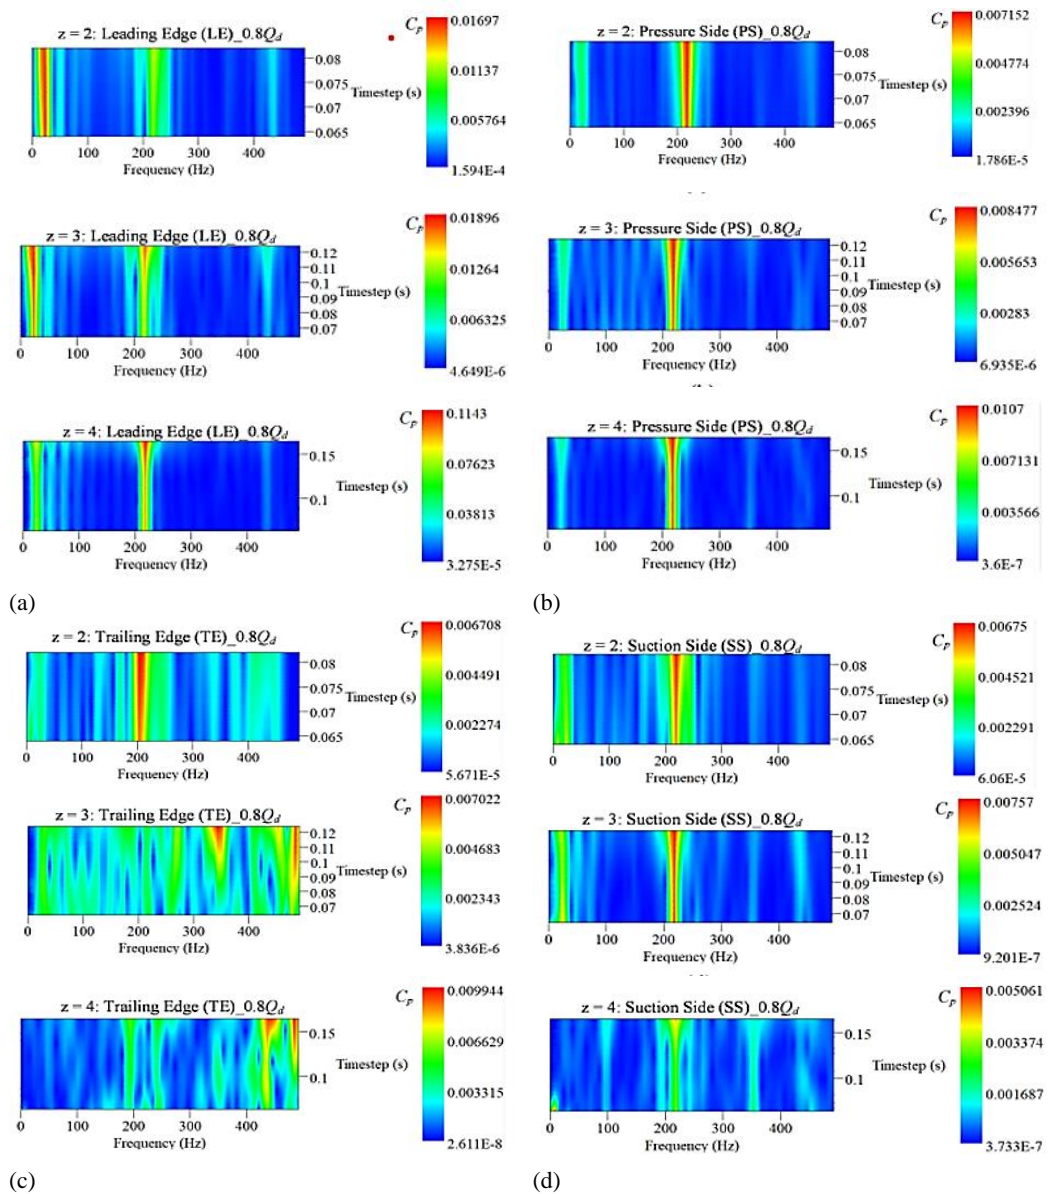 z = 2: Leading Edge (LE)_0.8Qd
Cp
0.01697
0.01137
0.005764
1.594E-4
0.08
0.075
0.07
0.065
Timestep (s)
0 100 200 300 400
Frequency (Hz)
z = 2: Pressure Side (PS)_0.8Qd
Cp
0.007152
0.004774
0.002396
1.786E-5
0.08
0.075
0.07
0.065
Timestep (s)
0 100 200 300 400
Frequency (Hz)
z = 3: Leading Edge (LE)_0.8Qd
Cp
0.01896
0.01264
0.006325
4.649E-6
0.12
0.11
0.1
0.09
0.08
0.07
Timestep (s)
0 100 200 300 400
Frequency (Hz)
z = 3: Pressure Side (PS)_0.8Qd
Cp
0.008477
0.005653
0.00283
6.935E-6
0.12
0.11
0.1
0.09
0.08
0.07
Timestep (s)
0 100 200 300 400
Frequency (Hz)
z = 4: Leading Edge (LE)_0.8Qd
Cp
0.1143
0.07623
0.03813
3.275E-5
0.15
0.1
Timestep (s)
0 100 200 300 400
Frequency (Hz)
z = 4: Pressure Side (PS)_0.8Qd
Cp
0.0107
0.007131
0.003566
3.6E-7
0.15
0.1
Timestep (s)
0 100 200 300 400
Frequency (Hz)
(a)
(b)
z = 2: Trailing Edge (TE)_0.8Qd
Cp
0.006708
0.004491
0.002274
5.671E-5
0.08
0.075
0.07
0.065
Timestep (s)
0 100 200 300 400
Frequency (Hz)
z = 2: Suction Side (SS)_0.8Qd
Cp
0.00675
0.004521
0.002291
6.06E-5
0.08
0.075
0.07
0.065
Timestep (s)
0 100 200 300 400
Frequency (Hz)
z = 3: Trailing Edge (TE)_0.8Qd
Cp
0.007022
0.004683
0.002343
3.836E-6
0.12
0.11
0.1
0.09
0.08
0.07
Timestep (s)
0 100 200 300 400
Frequency (Hz)
z = 3: Suction Side (SS)_0.8Qd
Cp
0.00757
0.005047
0.002524
9.201E-7
0.12
0.11
0.1
0.09
0.08
0.07
Timestep (s)
0 100 200 300 400
Frequency (Hz)
z = 4: Trailing Edge (TE)_0.8Qd
Cp
0.009944
0.006629
0.003315
2.611E-8
0.15
0.1
Timestep (s)
0 100 200 300 400
Frequency (Hz)
z = 4: Suction Side (SS)_0.8Qd
Cp
0.005061
0.003374
0.001687
3.733E-7
0.15
0.1
Timestep (s)
0 100 200 300 400
Frequency (Hz)
(c)
(d)